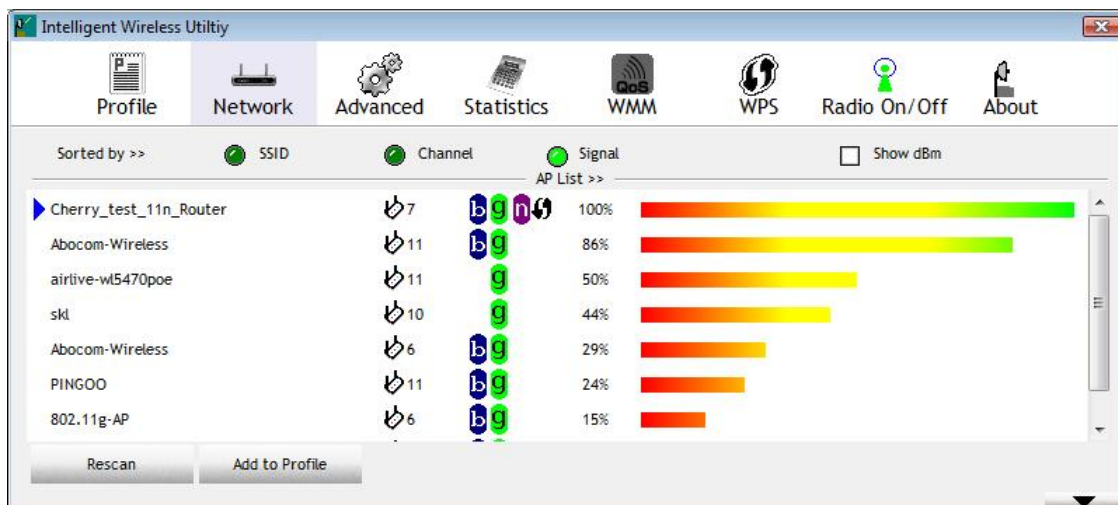 Intelligent Wireless Utiltiy
Profile Network Advanced Statistics WMM WPS Radio On/Off About
QoS
Sorted by >> SSID Channel Signal Show dBm
AP List >>
Cherry_test_11n_Router 7 b g n 100%
Abocom-Wireless 11 b g 86%
airlive-wl5470poe 11 g 50%
skl 10 g 44%
Abocom-Wireless 6 b g 29%
PINGOO 11 b g 24%
802.11g-AP 6 b g 15%
Rescan Add to Profile